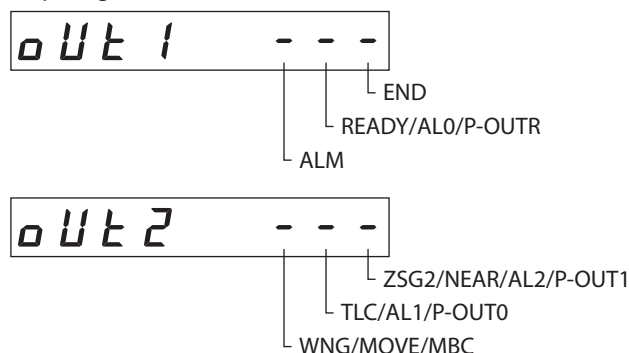 oUt1 - - -
END
READY/AL0/P-OUTR
ALM
oUt2 - - -
ZSG2/NEAR/AL2/P-OUT1
TLC/AL1/P-OUT0
WNG/MOVE/MBC